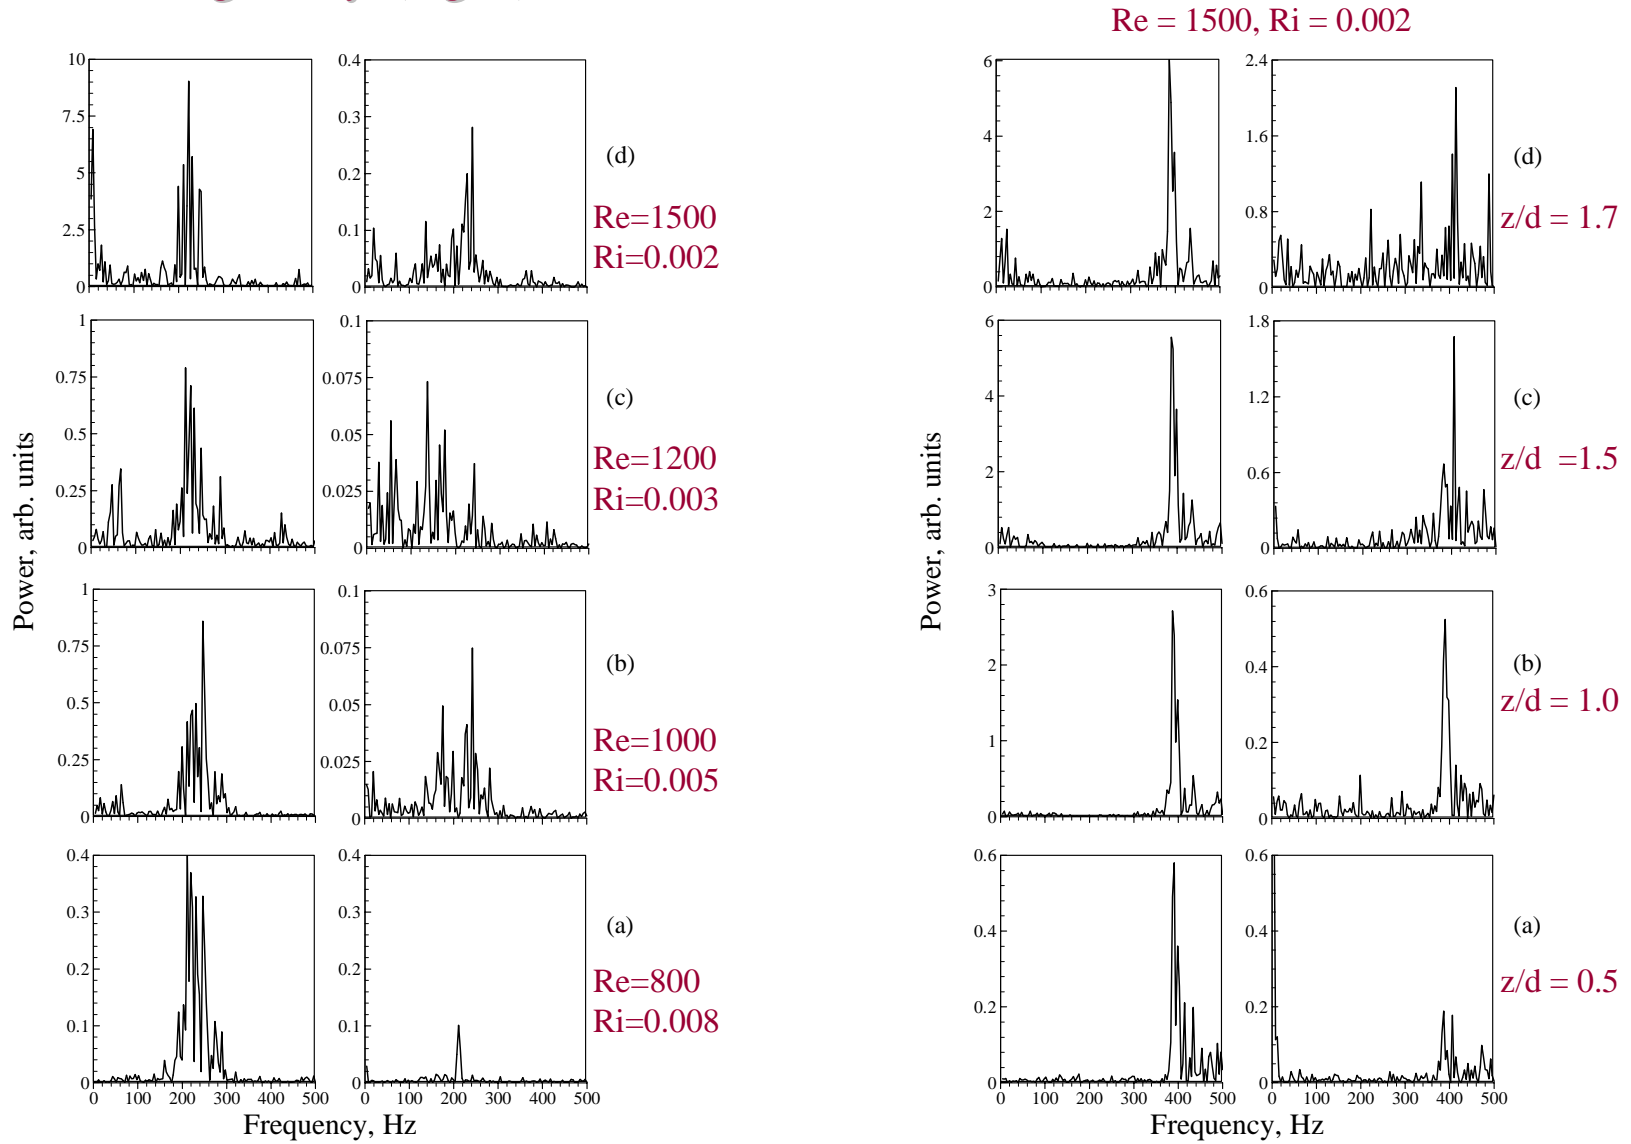 Re = 1500, Ri = 0.002
10
7.5
5
2.5
0
0.4
0.3
0.2
0.1
0
(d)
Re=1500
Ri=0.002
1
0.75
0.5
0.25
0
0.1
0.075
0.05
0.025
0
(c)
Re=1200
Ri=0.003
1
0.75
0.5
0.25
0
0.1
0.075
0.05
0.025
0
(b)
Re=1000
Ri=0.005
0.4
0.3
0.2
0.1
0
0.4
0.3
0.2
0.1
0
(a)
Re=800
Ri=0.008
0 100 200 300 400 500
0 100 200 300 400 500
Frequency, Hz
Power, arb. units
6
4
2
0
2.4
1.6
0.8
0
(d)
z/d = 1.7
6
4
2
0
1.8
1.2
0.6
0
(c)
z/d =1.5
3
2
1
0
0.6
0.4
0.2
0
(b)
z/d = 1.0
0.6
0.4
0.2
0
0.6
0.4
0.2
0
(a)
z/d = 0.5
0 100 200 300 400 500
0 100 200 300 400 500
Frequency, Hz
Power, arb. units